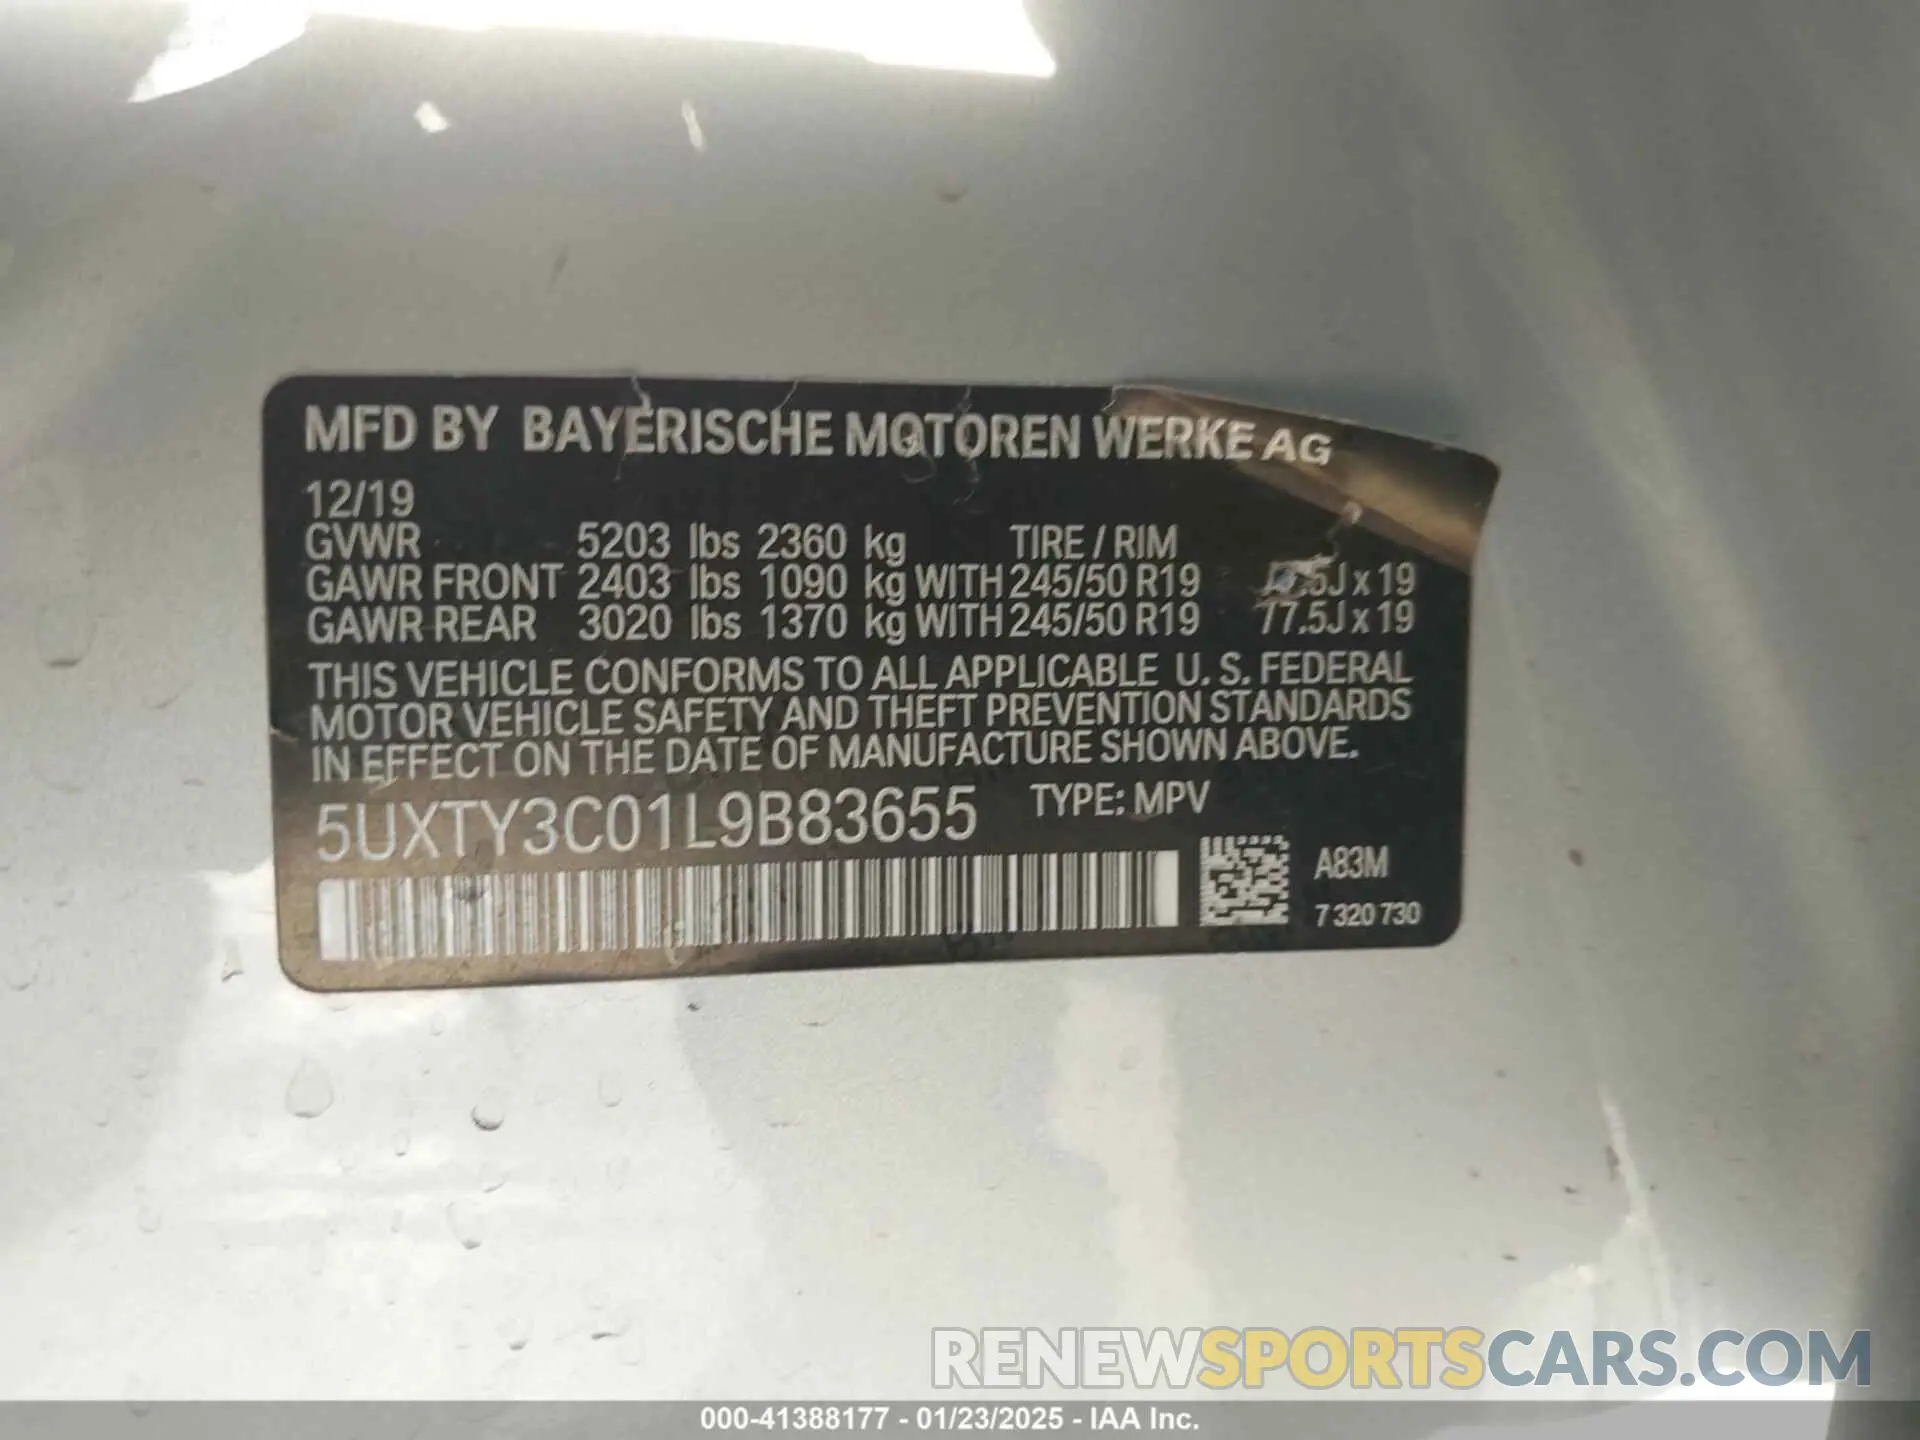 MFD BY BAYERISCHE MOTOREN WERKE AG
12/19
GVWR 5203 lbs 2360 kg TIRE / RIM
GAWR FRONT 2403 lbs 1090 kg WITH 245/50 R19 x 19
GAWR REAR 3020 lbs 1370 kg WITH 245/50 R19 77.5J x 19
THIS VEHICLE CONFORMS TO ALL APPLICABLE U. S. FEDERAL
MOTOR VEHICLE SAFETY AND THEFT PREVENTION STANDARDS
IN EFFECT ON THE DATE OF MANUFACTURE SHOWN ABOVE.
5UXTY3C01L9B83655 TYPE: MPV
A83M
7 320 730
RENEWSPORTSCARS.COM
000-41388177 - 01/23/2025 - IAA Inc.